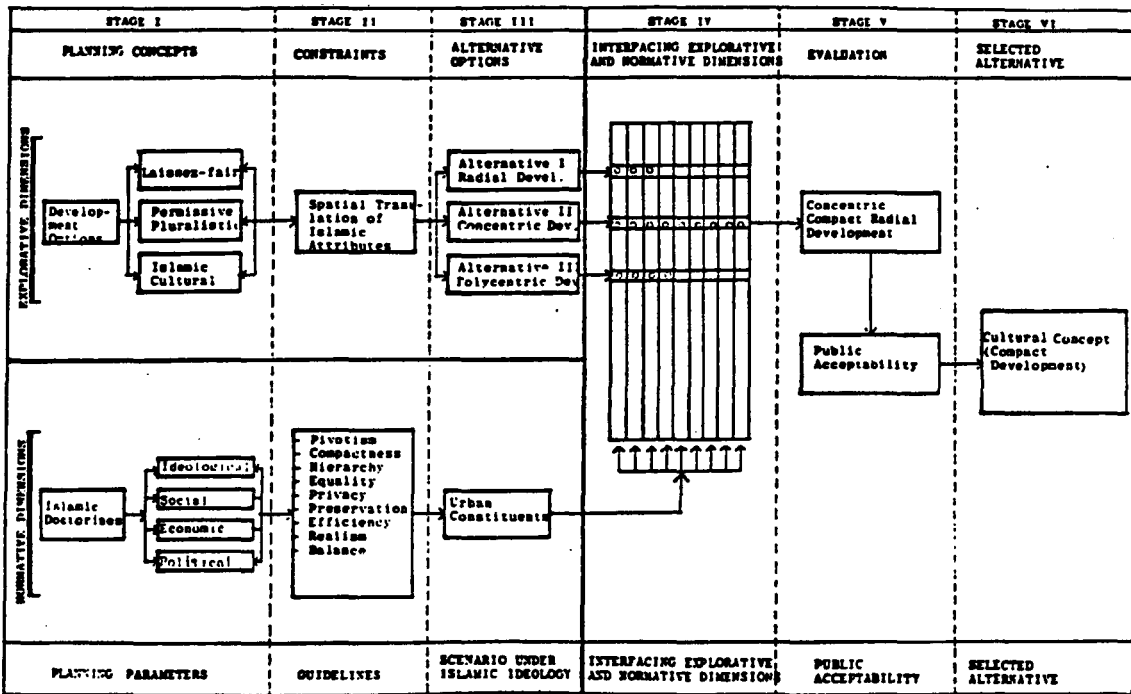 STAGE I
STAGE II
STAGE III
STAGE IV
STAGE V
STAGE VI
PLANNING CONCEPTS
CONSTRAINTS
ALTERNATIVE
OPTIONS
INTERFACING EXPLORATIVE
AND NORMATIVE DIMENSIONS
EVALUATION
SELECTED
ALTERNATIVE
EXPLORATIVE DIMENSIONS
Develop-
ment
Options
Laissez-fair
Permissive
Pluralistic
Islamic
Cultural
Spatial Trans-
lation of
Islamic
Attributes
Alternative I
Radial Devel.
Alternative II
Concentric Dev.
Alternative III
Polycentric Dev
Concentric
Compact Radial
Development
Public
Acceptability
Cultural Concept
(Compact
Development)
NORMATIVE DIMENSIONS
Islamic
Doctorines
Ideological
Social
Economic
Political
Pivotism
Compactness
Hierarchy
Equality
Privacy
Preservation
Efficiency
Realism
Balance
Urban
Constituents
PLANNING PARAMETERS
GUIDELINES
SCENARIO UNDER
ISLAMIC IDEOLOGY
INTERFACING EXPLORATIVE
AND NORMATIVE DIMENSIONS
PUBLIC
ACCEPTABILITY
SELECTED
ALTERNATIVE